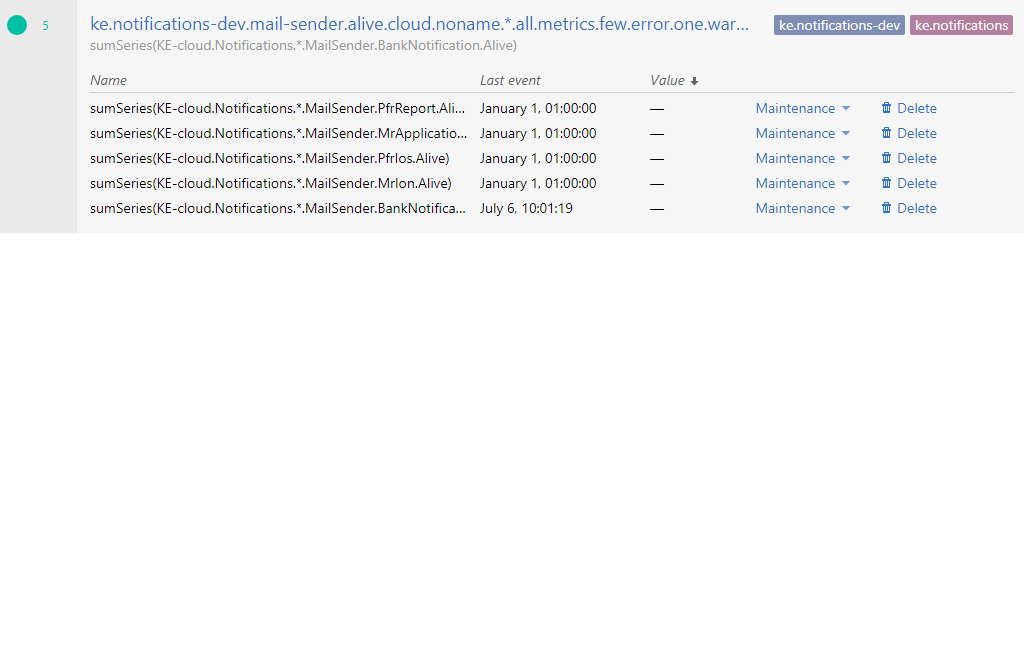 5 ke.notifications-dev.mail-sender.alive.cloud.noname.*.all.metrics.few.error.one.war... ke.notifications-dev ke.notifications
sumSeries(KE-cloud.Notifications.*.MailSender.BankNotification.Alive)
Name Last event Value
sumSeries(KE-cloud.Notifications.*.MailSender.PfrReport.Ali... January 1, 01:00:00 — Maintenance Delete
sumSeries(KE-cloud.Notifications.*.MailSender.MrApplicatio... January 1, 01:00:00 — Maintenance Delete
sumSeries(KE-cloud.Notifications.*.MailSender.PfrIos.Alive) January 1, 01:00:00 — Maintenance Delete
sumSeries(KE-cloud.Notifications.*.MailSender.MrIon.Alive) January 1, 01:00:00 — Maintenance Delete
sumSeries(KE-cloud.Notifications.*.MailSender.BankNotifica... July 6, 10:01:19 — Maintenance Delete